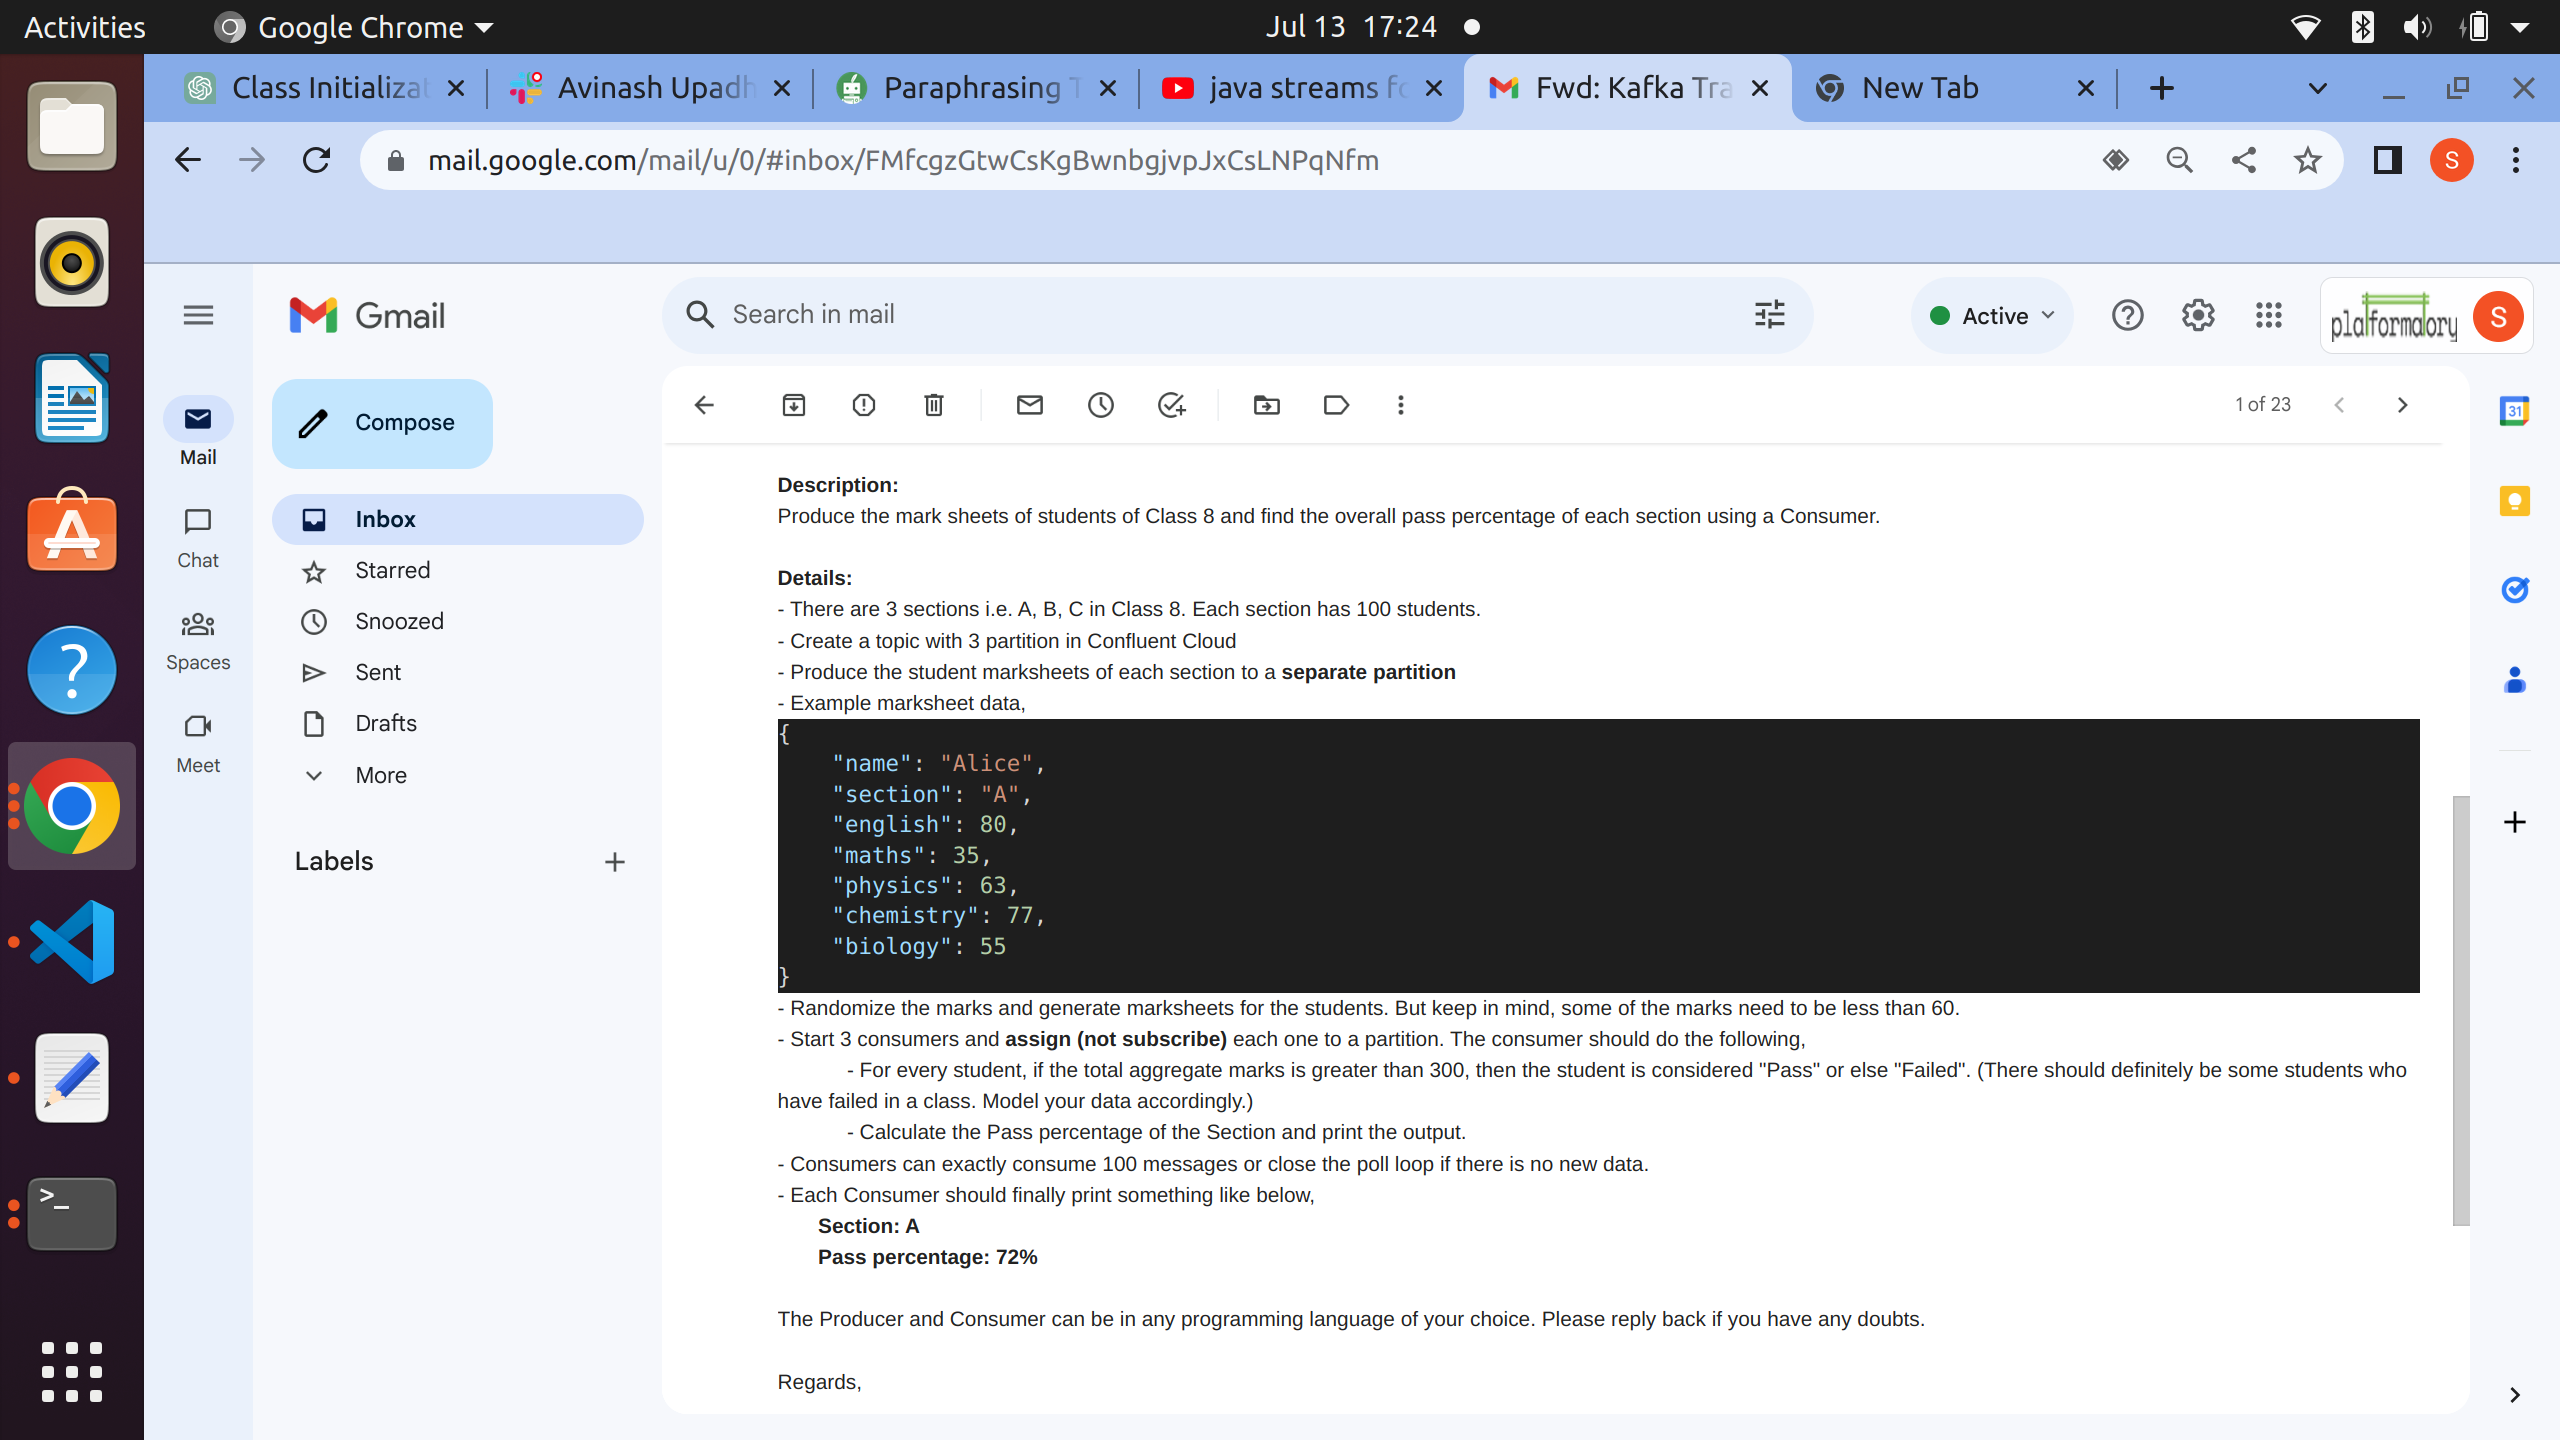 Activities
Google Chrome
Jul 13 17:24
Class Initializat
Avinash Upadh
Paraphrasing T
java streams fo
Fwd: Kafka Tra
New Tab
mail.google.com/mail/u/0/#inbox/FMfcgzGtwCsKgBwnbgjvpJxCsLNPqNfm
S
Gmail
Search in mail
Active
platformatory
S
Mail
Chat
Spaces
Meet
Compose
Inbox
Starred
Snoozed
Sent
Drafts
More
Labels
1 of 23
31
Description:
Produce the mark sheets of students of Class 8 and find the overall pass percentage of each section using a Consumer.
Details:
- There are 3 sections i.e. A, B, C in Class 8. Each section has 100 students.
- Create a topic with 3 partition in Confluent Cloud
- Produce the student marksheets of each section to a separate partition
- Example marksheet data,
{
"name": "Alice",
"section": "A",
"english": 80,
"maths": 35,
"physics": 63,
"chemistry": 77,
"biology": 55
}
- Randomize the marks and generate marksheets for the students. But keep in mind, some of the marks need to be less than 60.
- Start 3 consumers and assign (not subscribe) each one to a partition. The consumer should do the following,
- For every student, if the total aggregate marks is greater than 300, then the student is considered "Pass" or else "Failed". (There should definitely be some students who
have failed in a class. Model your data accordingly.)
- Calculate the Pass percentage of the Section and print the output.
- Consumers can exactly consume 100 messages or close the poll loop if there is no new data.
- Each Consumer should finally print something like below,
Section: A
Pass percentage: 72%
The Producer and Consumer can be in any programming language of your choice. Please reply back if you have any doubts.
Regards,